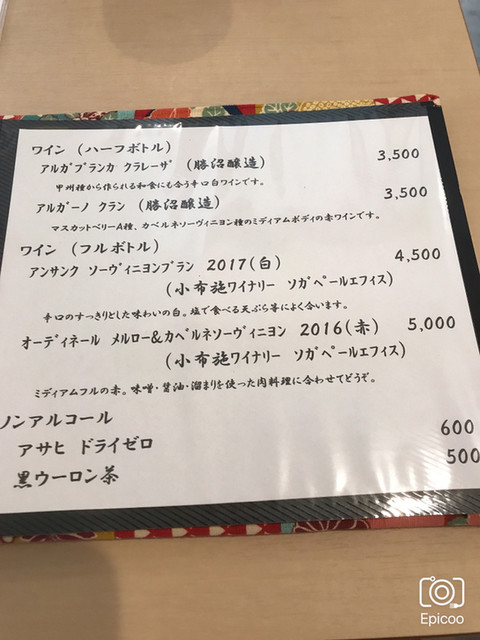 ワイン（ハーフボトル）
アルガブランカ クラレーザ（勝沼醸造） 3,500
甲州種から作られる和食にも合う辛口白ワインです。
アルガーノ クラン（勝沼醸造） 3,500
マスカットベリーA種、カベルネソーヴィニヨン種のミディアムボディの赤ワインです。
ワイン（フルボトル）
アンサンク ソーヴィニヨンブラン 2017(白) 4,500
(小布施ワイナリー ソガペールエフィス)
辛口のすっきりとした味わいの白。塩で食べる天ぷら等によく合います。
オーディネール メルロー&カベルネソーヴィニヨン 2016(赤) 5,000
(小布施ワイナリー ソガペールエフィス)
ミディアムフルの赤。味噌・醤油・溜まりを使った肉料理に合わせてどうぞ。
ノンアルコール
アサヒ ドライゼロ 600
黒ウーロン茶 500
Epicoo